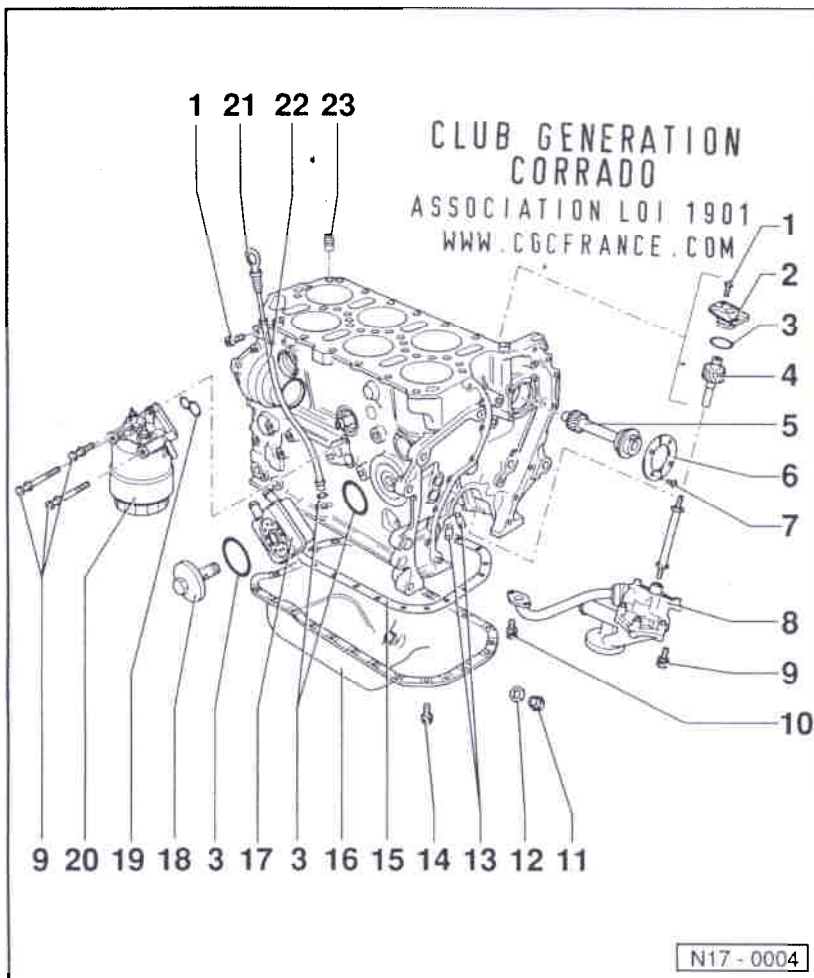 1 21 22 23
CLUB GENERATION
CORRADO
ASSOCIATION LOI 1901
WWW.CGCFRANCE.COM
1
2
3
4
5
6
7
8
9
10
9 20 19 18 3 17 3 16 15 14 13 12 11
N17 - 0004